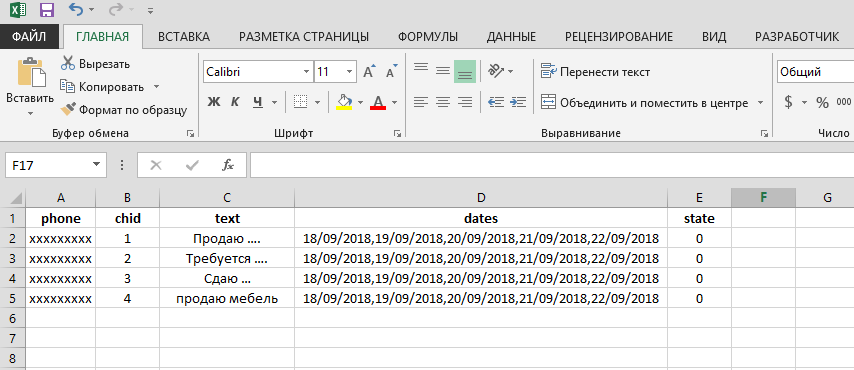 ФАЙЛ ГЛАВНАЯ ВСТАВКА РАЗМЕТКА СТРАНИЦЫ ФОРМУЛЫ ДАННЫЕ РЕЦЕНЗИРОВАНИЕ ВИД РАЗРАБОТЧИК
Вставить
Вырезать
Копировать
Формат по образцу
Буфер обмена
Calibri 11
Ж К Ч
Шрифт
Перенести текст
Объединить и поместить в центре
Выравнивание
Общий
$ % 000
Число
F17
A B C D E F G
1 phone chid text dates state
2 xxxxxxxxx 1 Продаю .... 18/09/2018,19/09/2018,20/09/2018,21/09/2018,22/09/2018 0
3 xxxxxxxxx 2 Требуется .... 18/09/2018,19/09/2018,20/09/2018,21/09/2018,22/09/2018 0
4 xxxxxxxxx 3 Сдаю ... 18/09/2018,19/09/2018,20/09/2018,21/09/2018,22/09/2018 0
5 xxxxxxxxx 4 продаю мебель 18/09/2018,19/09/2018,20/09/2018,21/09/2018,22/09/2018 0
6
7
8